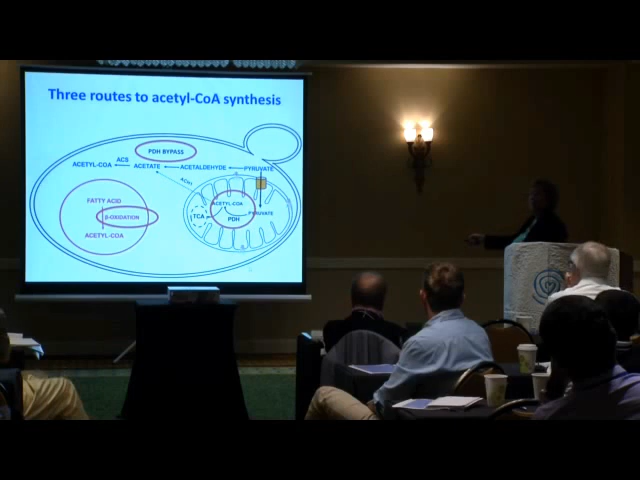 Three routes to acetyl-CoA synthesis
PDH BYPASS
ACS
ACETYL-COA
ACETATE
ACETALDEHYDE
PYRUVATE
ACH1
FATTY ACID
β-OXIDATION
ACETYL-COA
ACETYL-COA
TCA
PDH
PYRUVATE